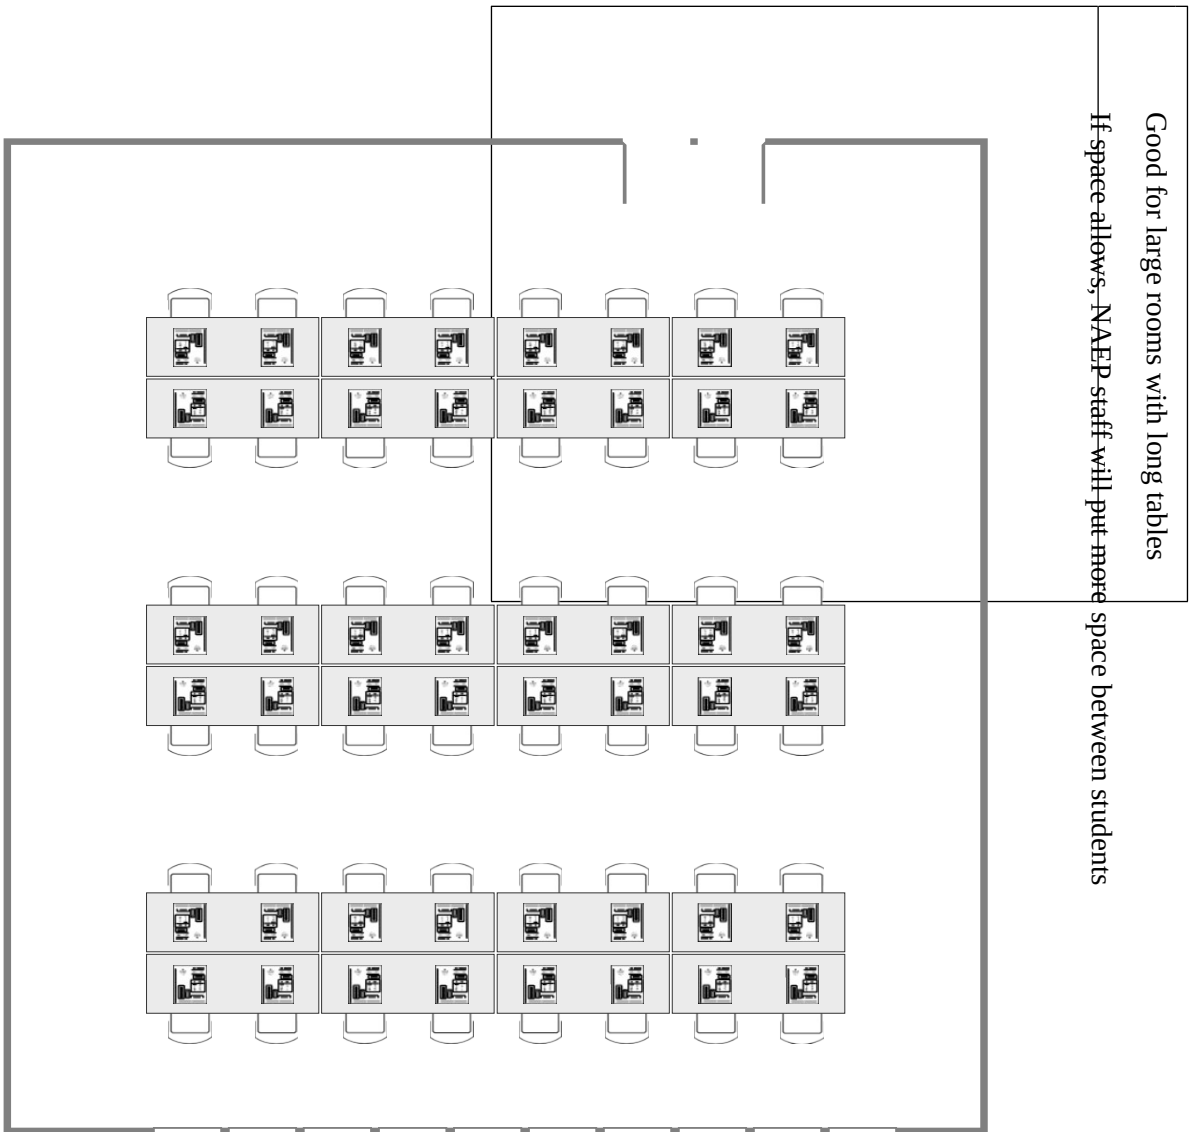 Good for large rooms with long tables
If space allows, NAEP staff will put more space between students